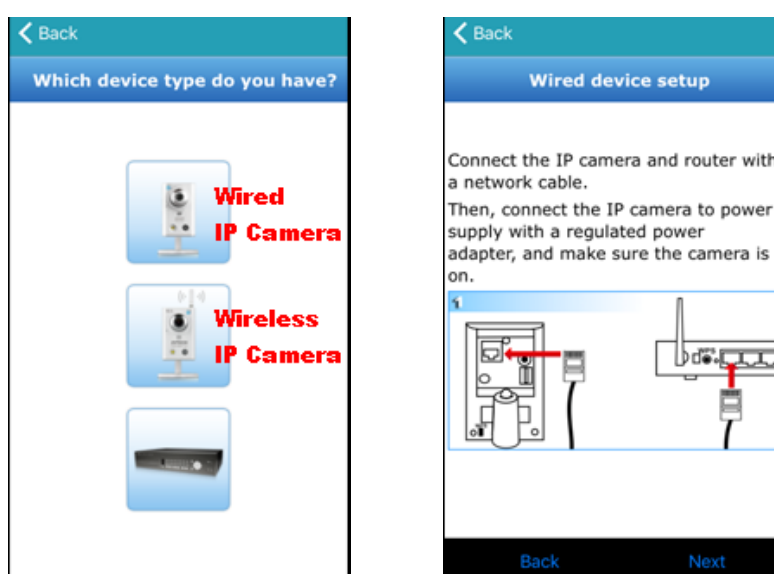 Back
Which device type do you have?
Wired
IP Camera
Wireless
IP Camera
Back
Wired device setup
Connect the IP camera and router with
a network cable.
Then, connect the IP camera to power
supply with a regulated power
adapter, and make sure the camera is
on.
WPS
Back
Next